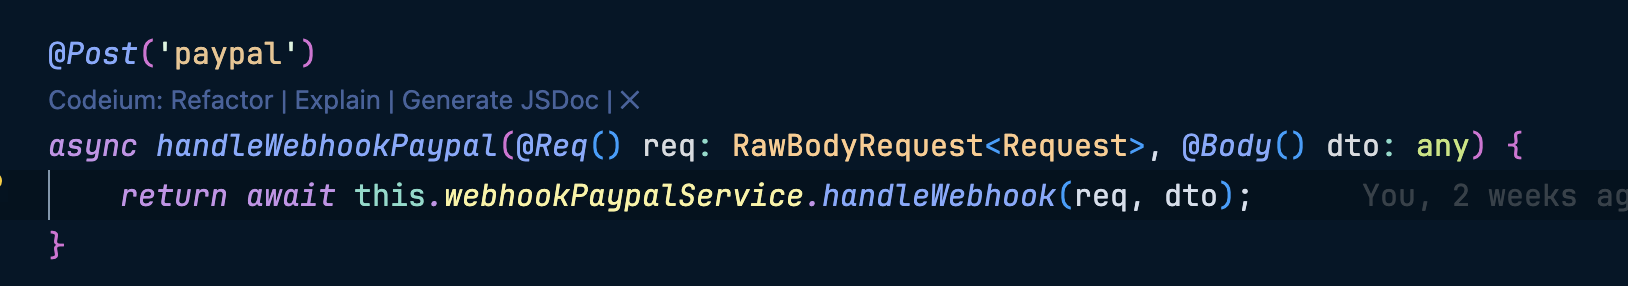 @Post('paypal')
Codeium: Refactor | Explain | Generate JSDoc | ×
async handleWebhookPaypal(@Req() req: RawBodyRequest<Request>, @Body() dto: any) {
return await this.webhookPaypalService.handleWebhook(req, dto); You, 2 weeks
}